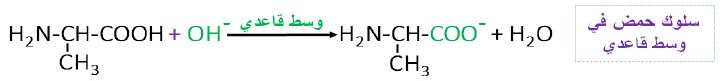 وسط قاعدي
H₂N-CH-COOH + OH⁻ → H₂N-CH-COO⁻ + H₂O
CH₃ CH₃
سلوك حمض في
وسط قاعدي